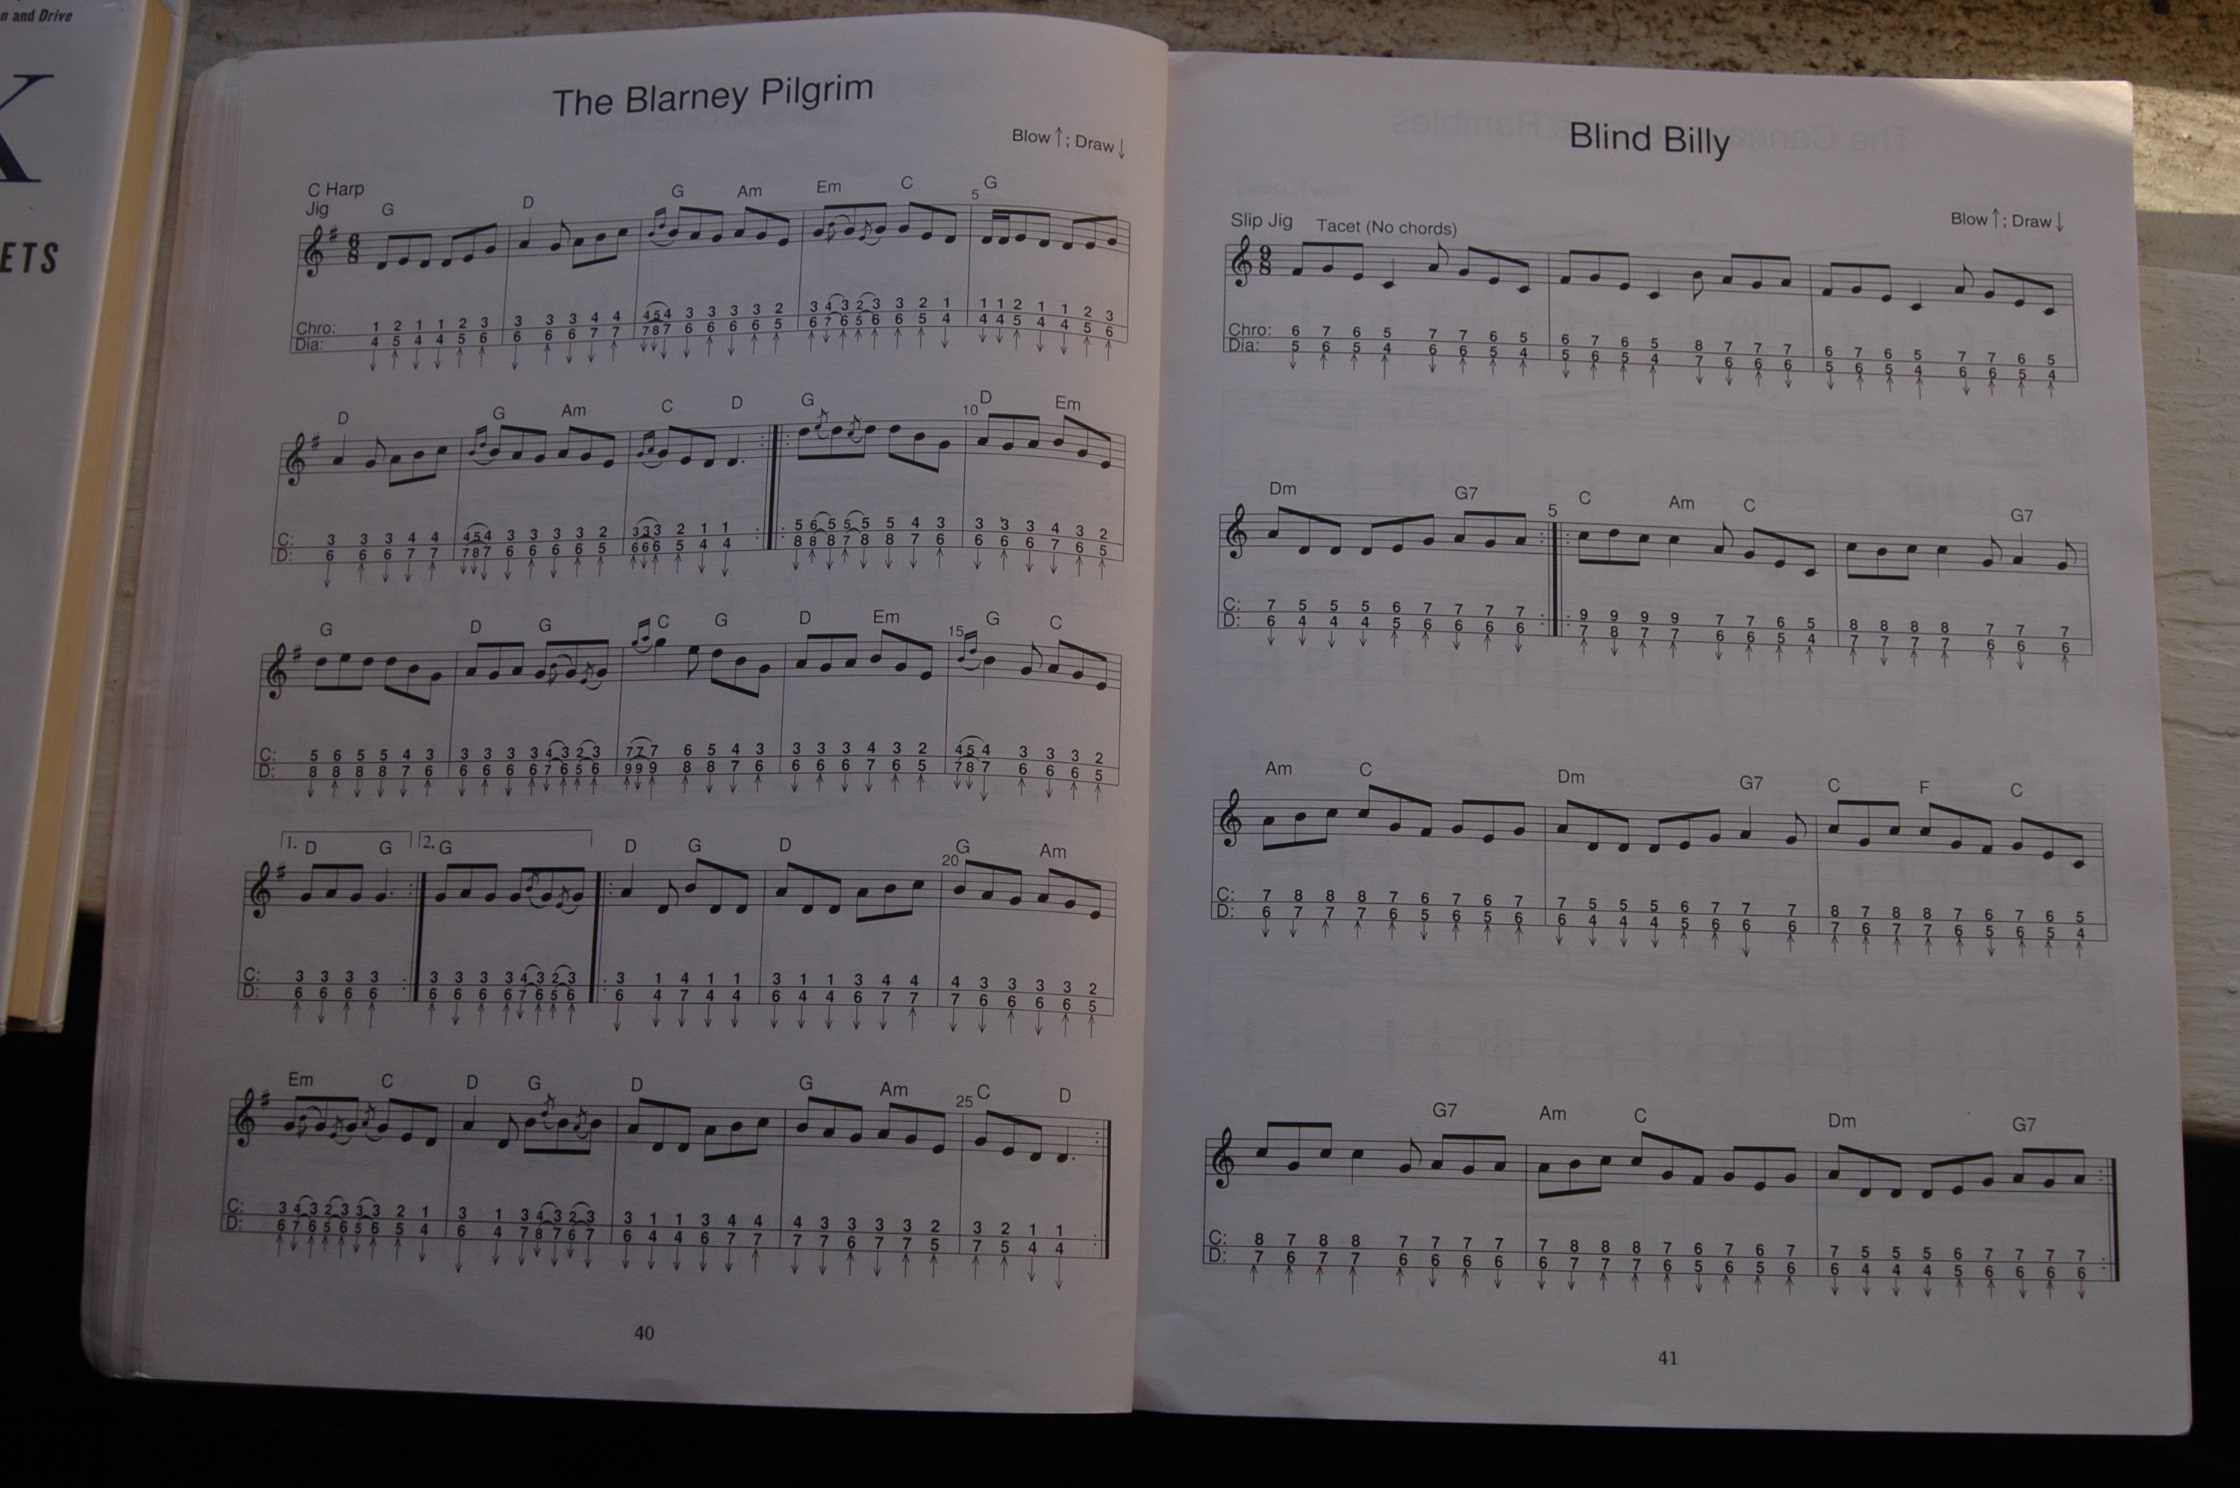 n and Drive
K
ETS
The Blarney Pilgrim
Blow ↑; Draw ↓
C Harp
Jig
G D G Am Em C 5 G
6
8
Chro: 1 2 1 1 2 3 3 3 3 4 4 4 5 4 3 3 3 3 2 3 4 3 2 3 3 2 1 1 1 2 1 1 2 3
Dia: 4 5 4 4 5 6 6 6 6 7 7 7 8 7 6 6 6 6 5 6 7 6 5 6 6 5 4 4 4 5 4 4 5 6
D G Am C D G 10 D Em
C: 3 3 3 4 4 4 5 4 3 3 3 3 2 3 3 3 2 1 1 5 6 5 5 5 5 4 3 3 3 3 4 3 2
D: 6 6 6 7 7 7 8 7 6 6 6 6 5 6 6 6 5 4 4 8 8 8 7 8 8 7 6 6 6 6 7 6 5
G D G C G D Em 15 G C
C: 5 6 5 5 4 3 3 3 3 3 4 3 2 3 7 7 7 6 5 4 3 3 3 3 4 3 2 4 5 4 3 3 3 2
D: 8 8 8 8 7 6 6 6 6 6 7 6 5 6 9 9 9 8 8 7 6 6 6 6 7 6 5 7 8 7 6 6 6 5
1. D G 2. G D G D 20 G Am
C: 3 3 3 3 3 3 3 3 4 3 2 3 3 1 4 1 1 3 1 1 3 4 4 4 3 3 3 3 2
D: 6 6 6 6 6 6 6 6 7 6 5 6 6 4 7 4 4 6 4 4 6 7 7 7 6 6 6 6 5
Em C D G D G Am 25 C D
C: 3 4 3 2 3 3 3 2 1 3 1 3 4 3 2 3 3 1 1 3 4 4 4 3 3 3 3 2 3 2 1 1
D: 6 7 6 5 6 5 6 5 4 6 4 7 8 7 6 7 6 4 4 6 7 7 7 7 6 7 7 5 7 5 4 4
40
Blind Billy
Blow ↑; Draw ↓
Slip Jig Tacet (No chords)
9
8
Chro: 6 7 6 5 7 7 6 5 6 7 6 5 8 7 7 7 6 7 6 5 7 7 6 5
Dia: 5 6 5 4 6 6 5 4 5 6 5 4 7 6 6 6 5 6 5 4 6 6 5 4
Dm G7 5 C Am C G7
C: 7 5 5 5 6 7 7 7 7 9 9 9 9 7 7 6 5 8 8 8 8 7 7 7
D: 6 4 4 4 5 6 6 6 6 7 8 7 7 6 6 5 4 7 7 7 7 6 6 6
Am C Dm G7 C F C
C: 7 8 8 8 7 6 7 6 7 7 5 5 5 6 7 7 7 8 7 8 8 7 6 7 6 5
D: 6 7 7 7 6 5 6 5 6 6 4 4 4 5 6 6 6 7 6 7 7 6 5 6 5 4
G7 Am C Dm G7
C: 8 7 8 8 7 7 7 7 7 8 8 8 7 6 7 6 7 7 5 5 5 6 7 7 7 7
D: 7 6 7 7 6 6 6 6 6 7 7 7 6 5 6 5 6 6 4 4 4 5 6 6 6 6
41